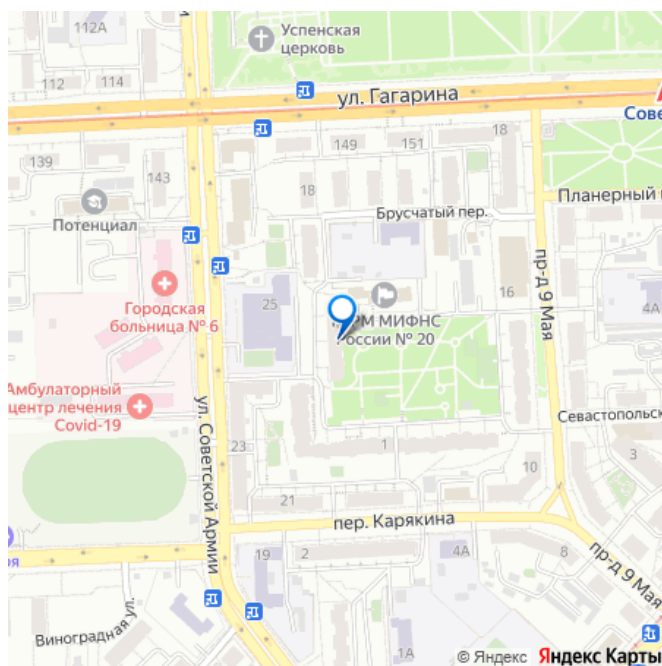 112А
Успенская
церковь
112
114
ул. Гагарина
Сове
18
149
151
139
143
18
Потенциал
Брусчатый пер.
Планерный
пр-д 9 Мая
Городская
больница № 6
25
МИФНС
России № 20
16
4А
Амбулаторный
центр лечения
Covid-19
ул. Советской Армии
Севастопольск
23
1
3
10
21
пер. Карякина
19
2
4А
8
пр-д 9 Мая
Виноградная ул.
1А
© Яндекс Яндекс Карты